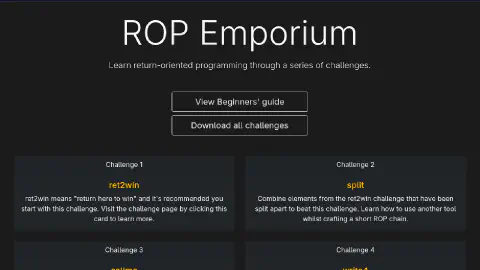 ROP Emporium
Learn return-oriented programming through a series of challenges.
View Beginners' guide
Download all challenges
Challenge 1
ret2win
ret2win means "return here to win" and it's recommended you
start with this challenge. Visit the challenge page by clicking this
card to learn more.
Challenge 2
split
Combine elements from the ret2win challenge that have been
split apart to beat this challenge. Learn how to use another tool
whilst crafting a short ROP chain.
Challenge 3
Challenge 4